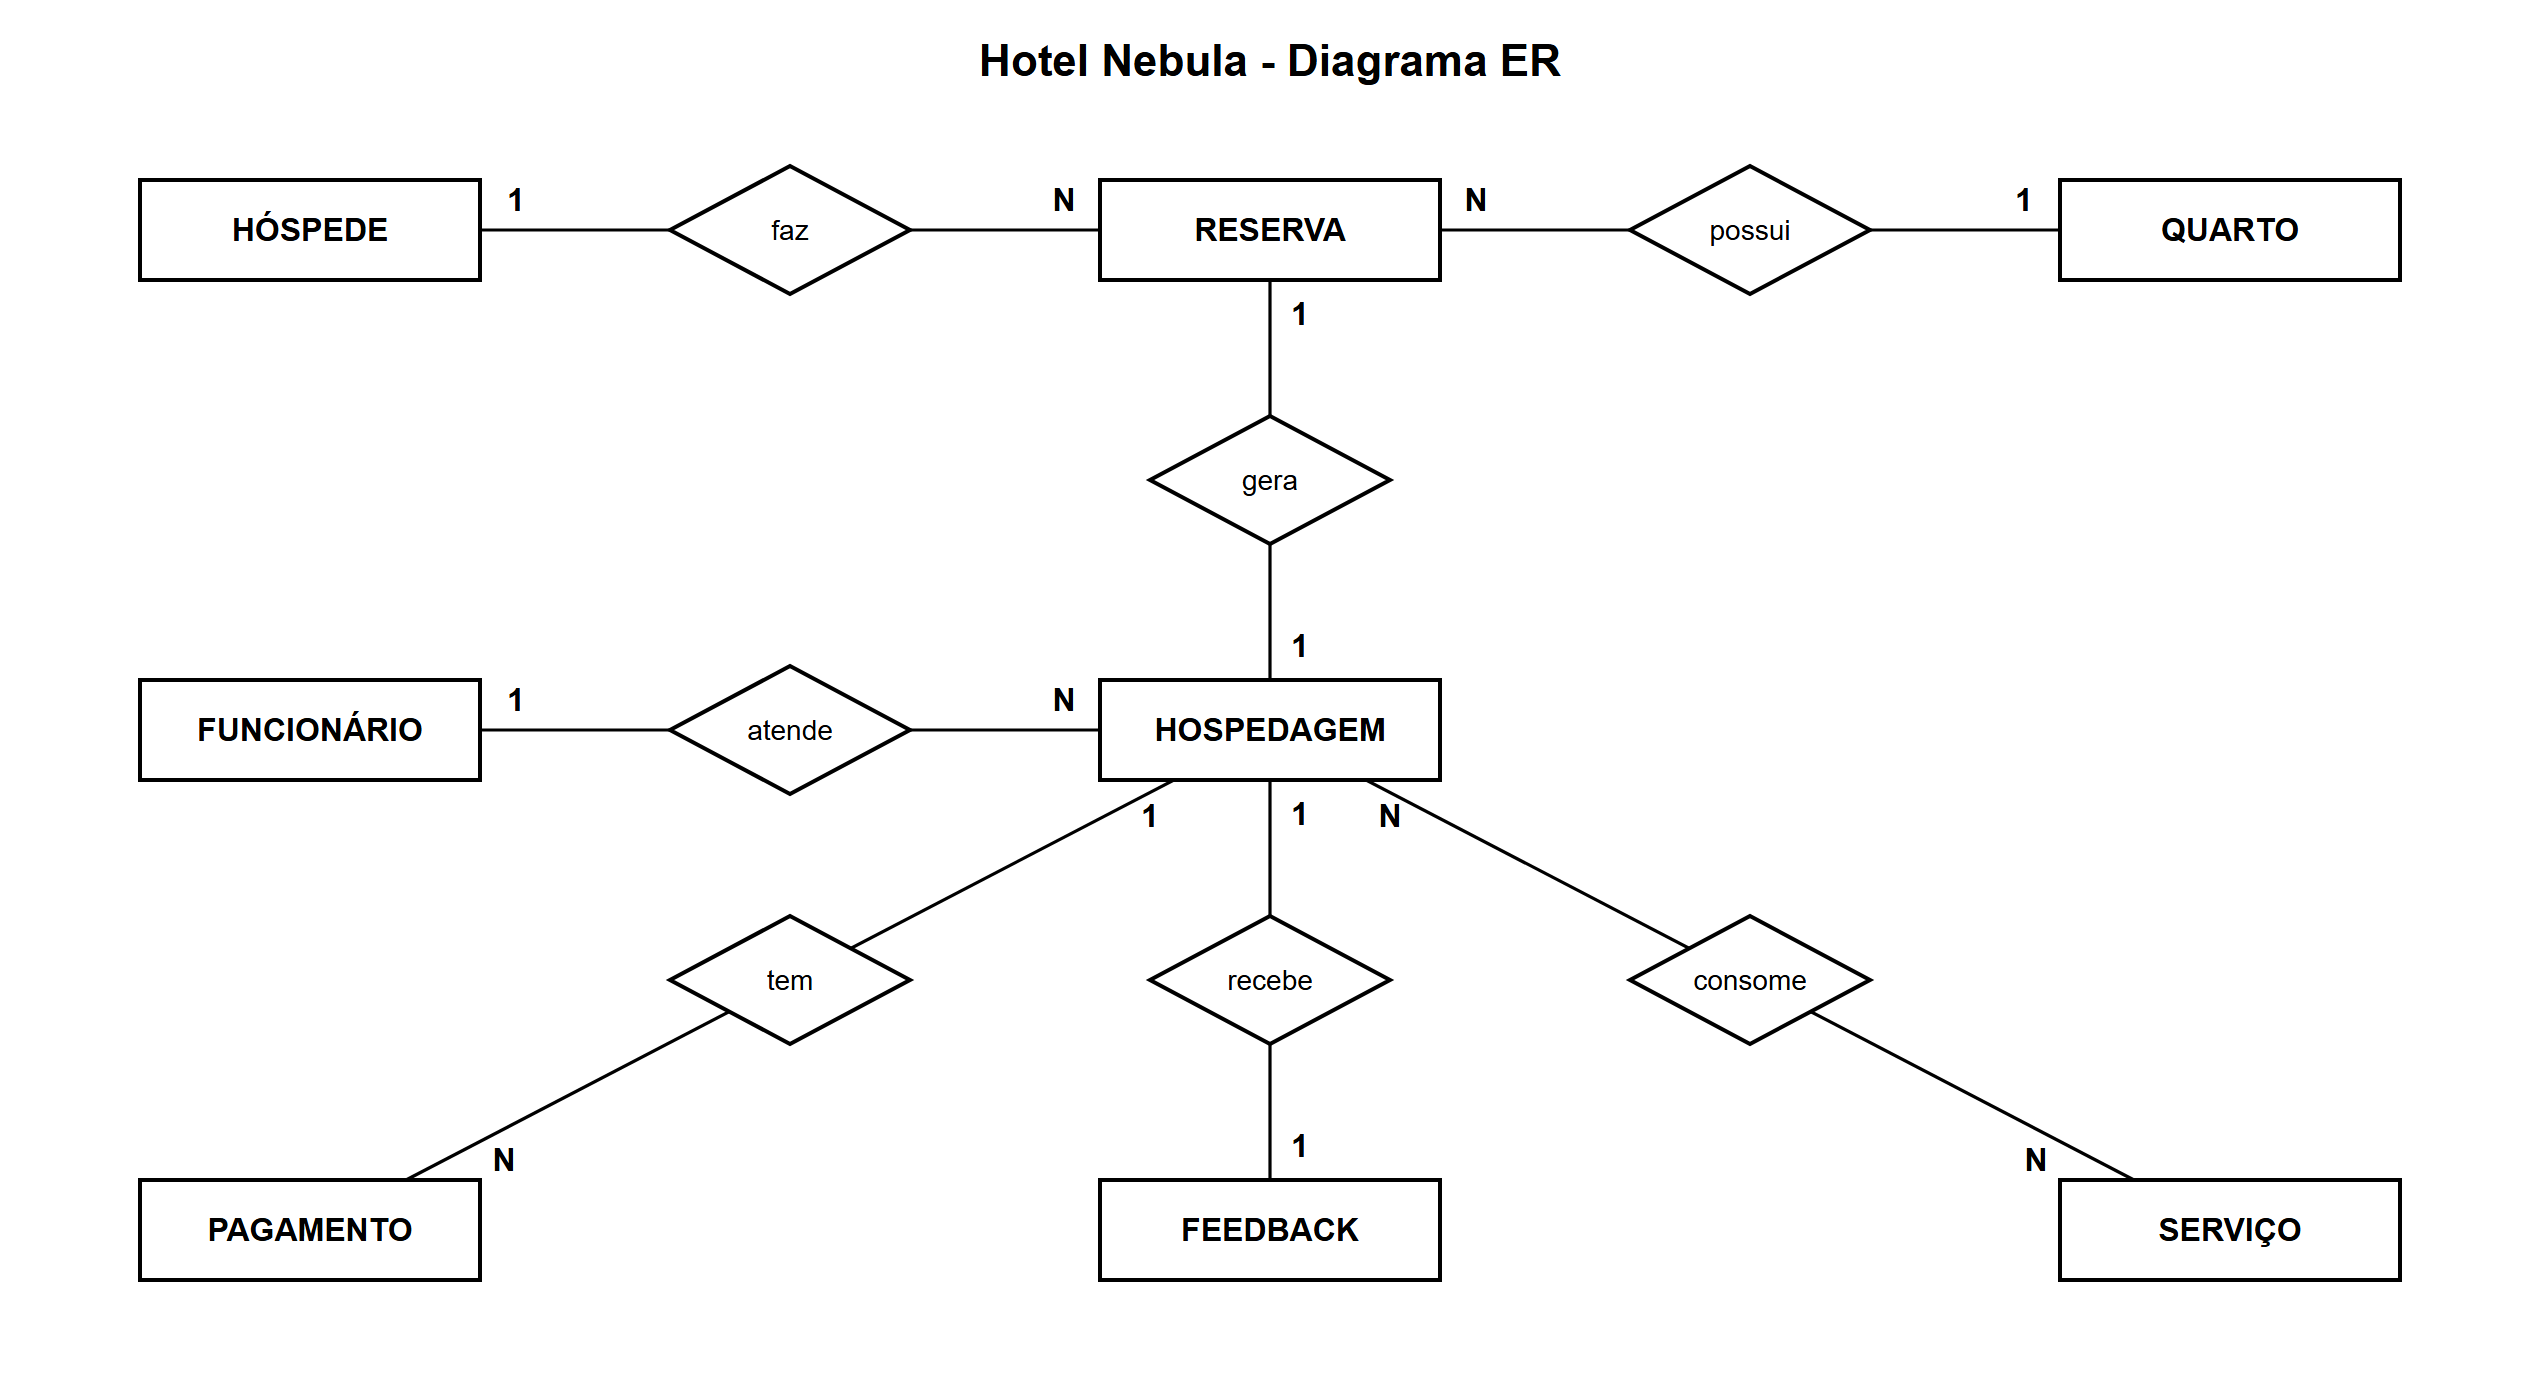 Hotel Nebula - Diagrama ER
1
N
N
1
HÓSPEDE
faz
RESERVA
possui
QUARTO
1
gera
1
1
N
FUNCIONÁRIO
atende
HOSPEDAGEM
1
1
N
tem
recebe
consome
N
1
N
PAGAMENTO
FEEDBACK
SERVIÇO